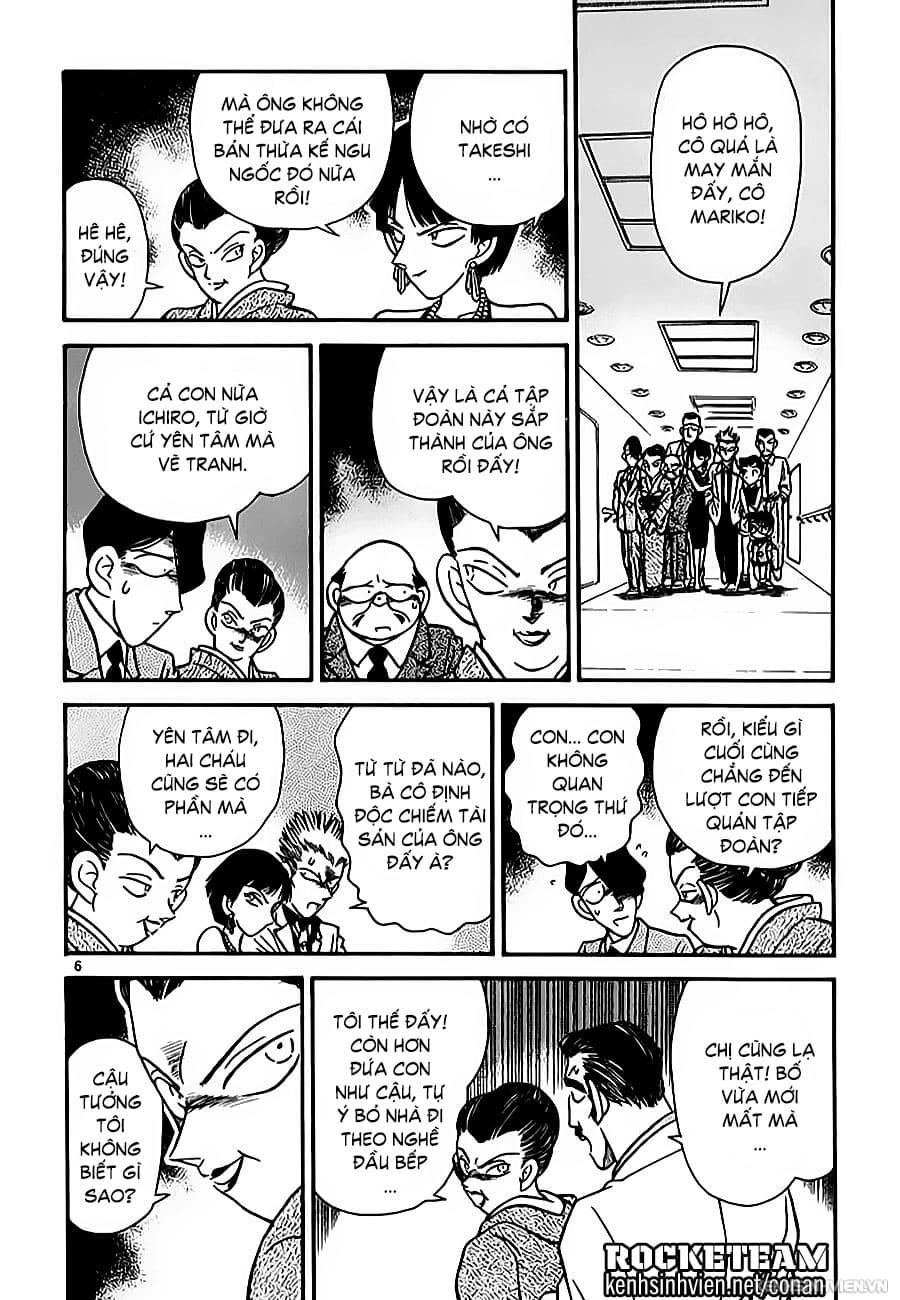 HÔ HÔ HÔ,
CÔ QUẢ LÀ
MAY MẮN
ĐẤY, CÔ
MARIKO!
NHỜ CÓ
TAKESHI
...
MÀ ÔNG KHÔNG
THỂ ĐƯA RA CÁI
BẢN THỪA KẾ NGU
NGỐC ĐÓ NỮA
RỒI!
HÊ HÊ,
ĐÚNG
VẬY!
VẬY LÀ CẢ TẬP
ĐOÀN NÀY SẮP
THÀNH CỦA ÔNG
RỒI ĐẤY!
CẢ CON NỮA
ICHIRO, TỪ GIỜ
CỨ YÊN TÂM MÀ
VẼ TRANH.
RỒI, KIỂU GÌ
CUỐI CÙNG
CHẲNG ĐẾN
LƯỢT CON TIẾP
QUẢN TẬP
ĐOÀN?
CON... CON
KHÔNG
QUAN
TRỌNG THỨ
ĐÓ...
TỪ TỪ ĐÃ NÀO,
BÀ CÔ ĐỊNH
ĐỘC CHIẾM TÀI
SẢN CỦA ÔNG
ĐẤY À?
YÊN TÂM ĐI,
HAI CHÁU
CŨNG SẼ CÓ
PHẦN MÀ
...
6
CHỊ CŨNG LẠ
THẬT! BỐ
VỪA MỚI
MẤT MÀ
...
TÔI THẾ ĐẤY!
CÒN HƠN
ĐỨA CON
NHƯ CẬU, TỰ
Ý BỎ NHÀ ĐI
THEO NGHỀ
ĐẦU BẾP
...
CẬU
TƯỞNG
TÔI
KHÔNG
BIẾT GÌ
SAO?
ROCKETEAM
kenhsinhvien.net/conan